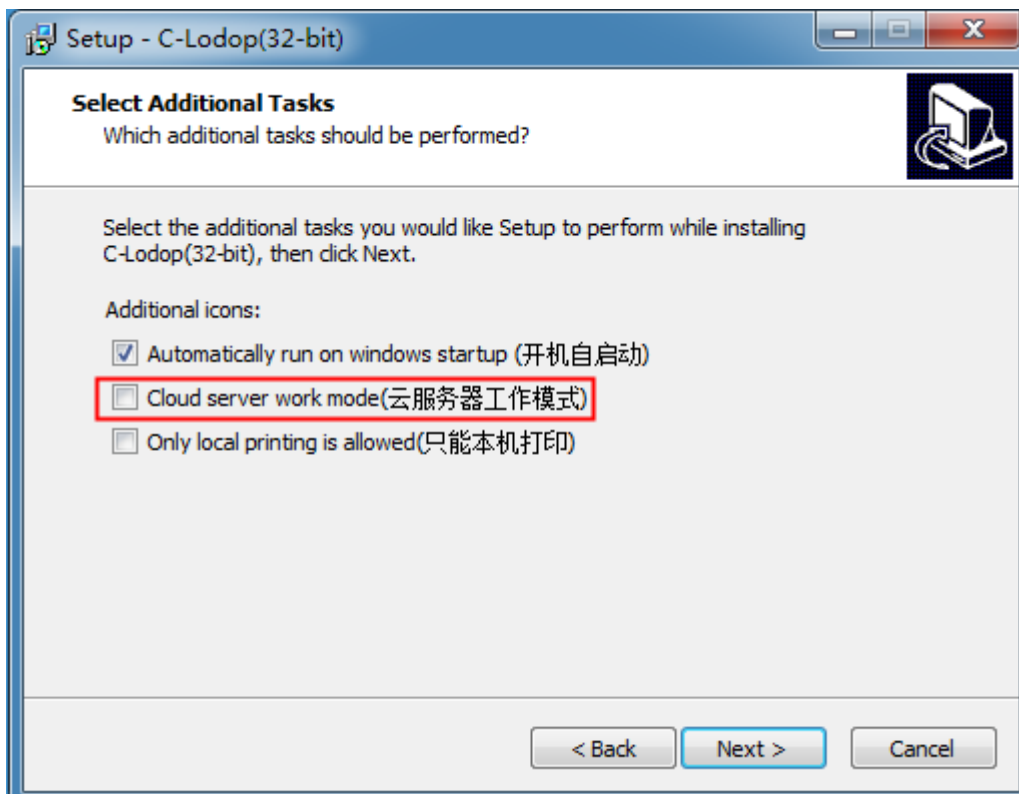 Setup - C-Lodop(32-bit)
Select Additional Tasks
Which additional tasks should be performed?
Select the additional tasks you would like Setup to perform while installing
C-Lodop(32-bit), then click Next.
Additional icons:
Automatically run on windows startup (开机自启动)
Cloud server work mode(云服务器工作模式)
Only local printing is allowed(只能本机打印)
< Back Next > Cancel